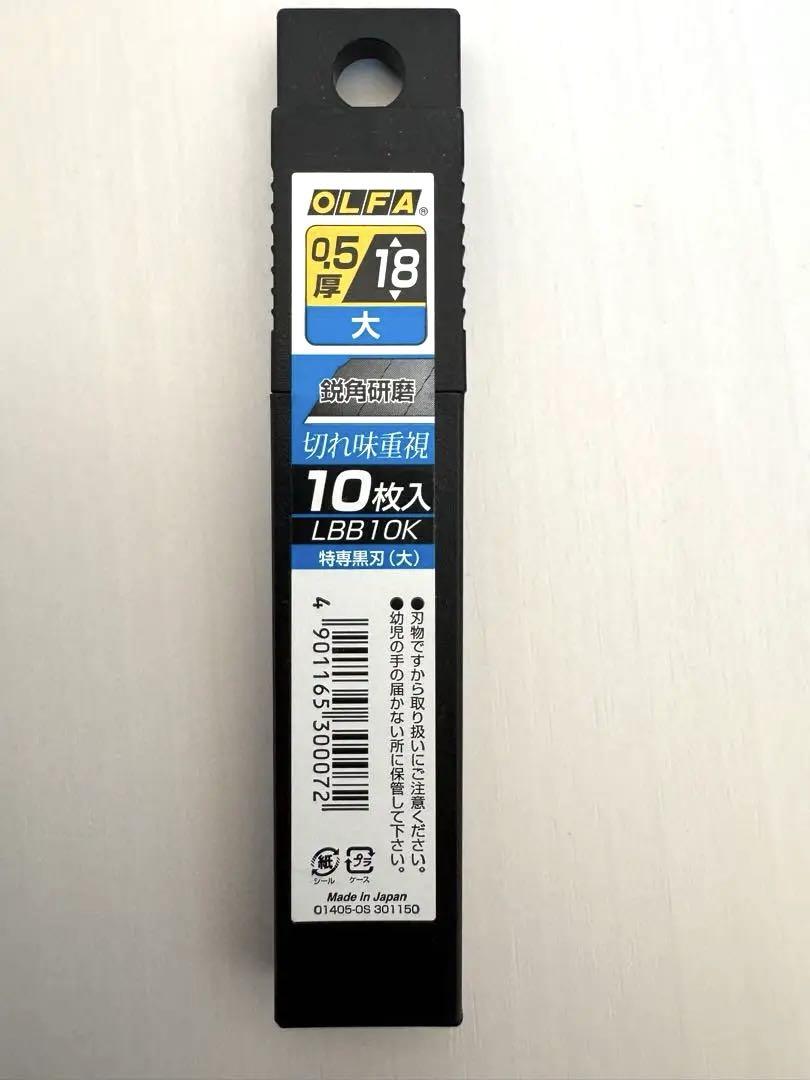 OLFA®
0.5
厚
18
大
鋭角研磨
切れ味重視
10枚入
LBB10K
特専黒刃(大)
●刃物ですから取り扱いにご注意ください。
●幼児の手の届かない所に保管して下さい。
4 901165 300072
紙
シール
プラ
ケース
Made in Japan
01405-0S 301150